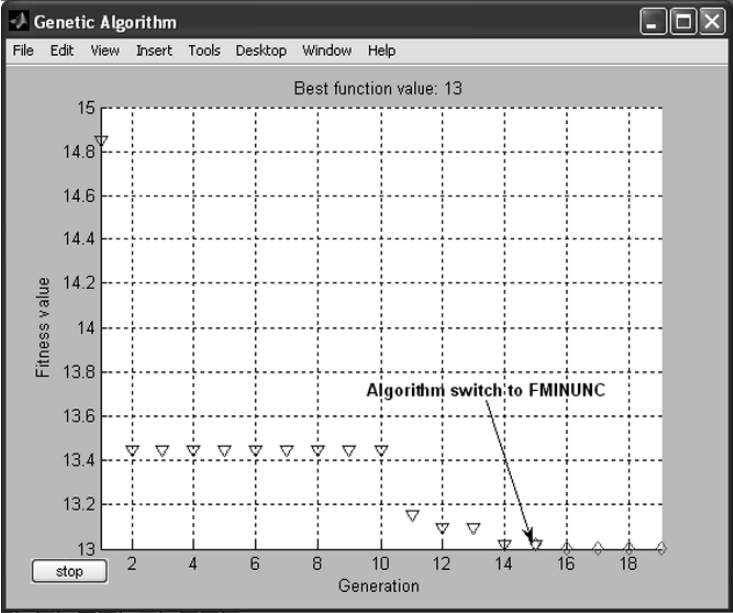 Genetic Algorithm
File Edit View Insert Tools Desktop Window Help
Best function value: 13
15
14.8
14.6
14.4
14.2
14
13.8
13.6
13.4
13.2
13
Fitness value
Algorithm switch to FMINUNC
2 4 6 8 10 12 14 16 18
Generation
stop